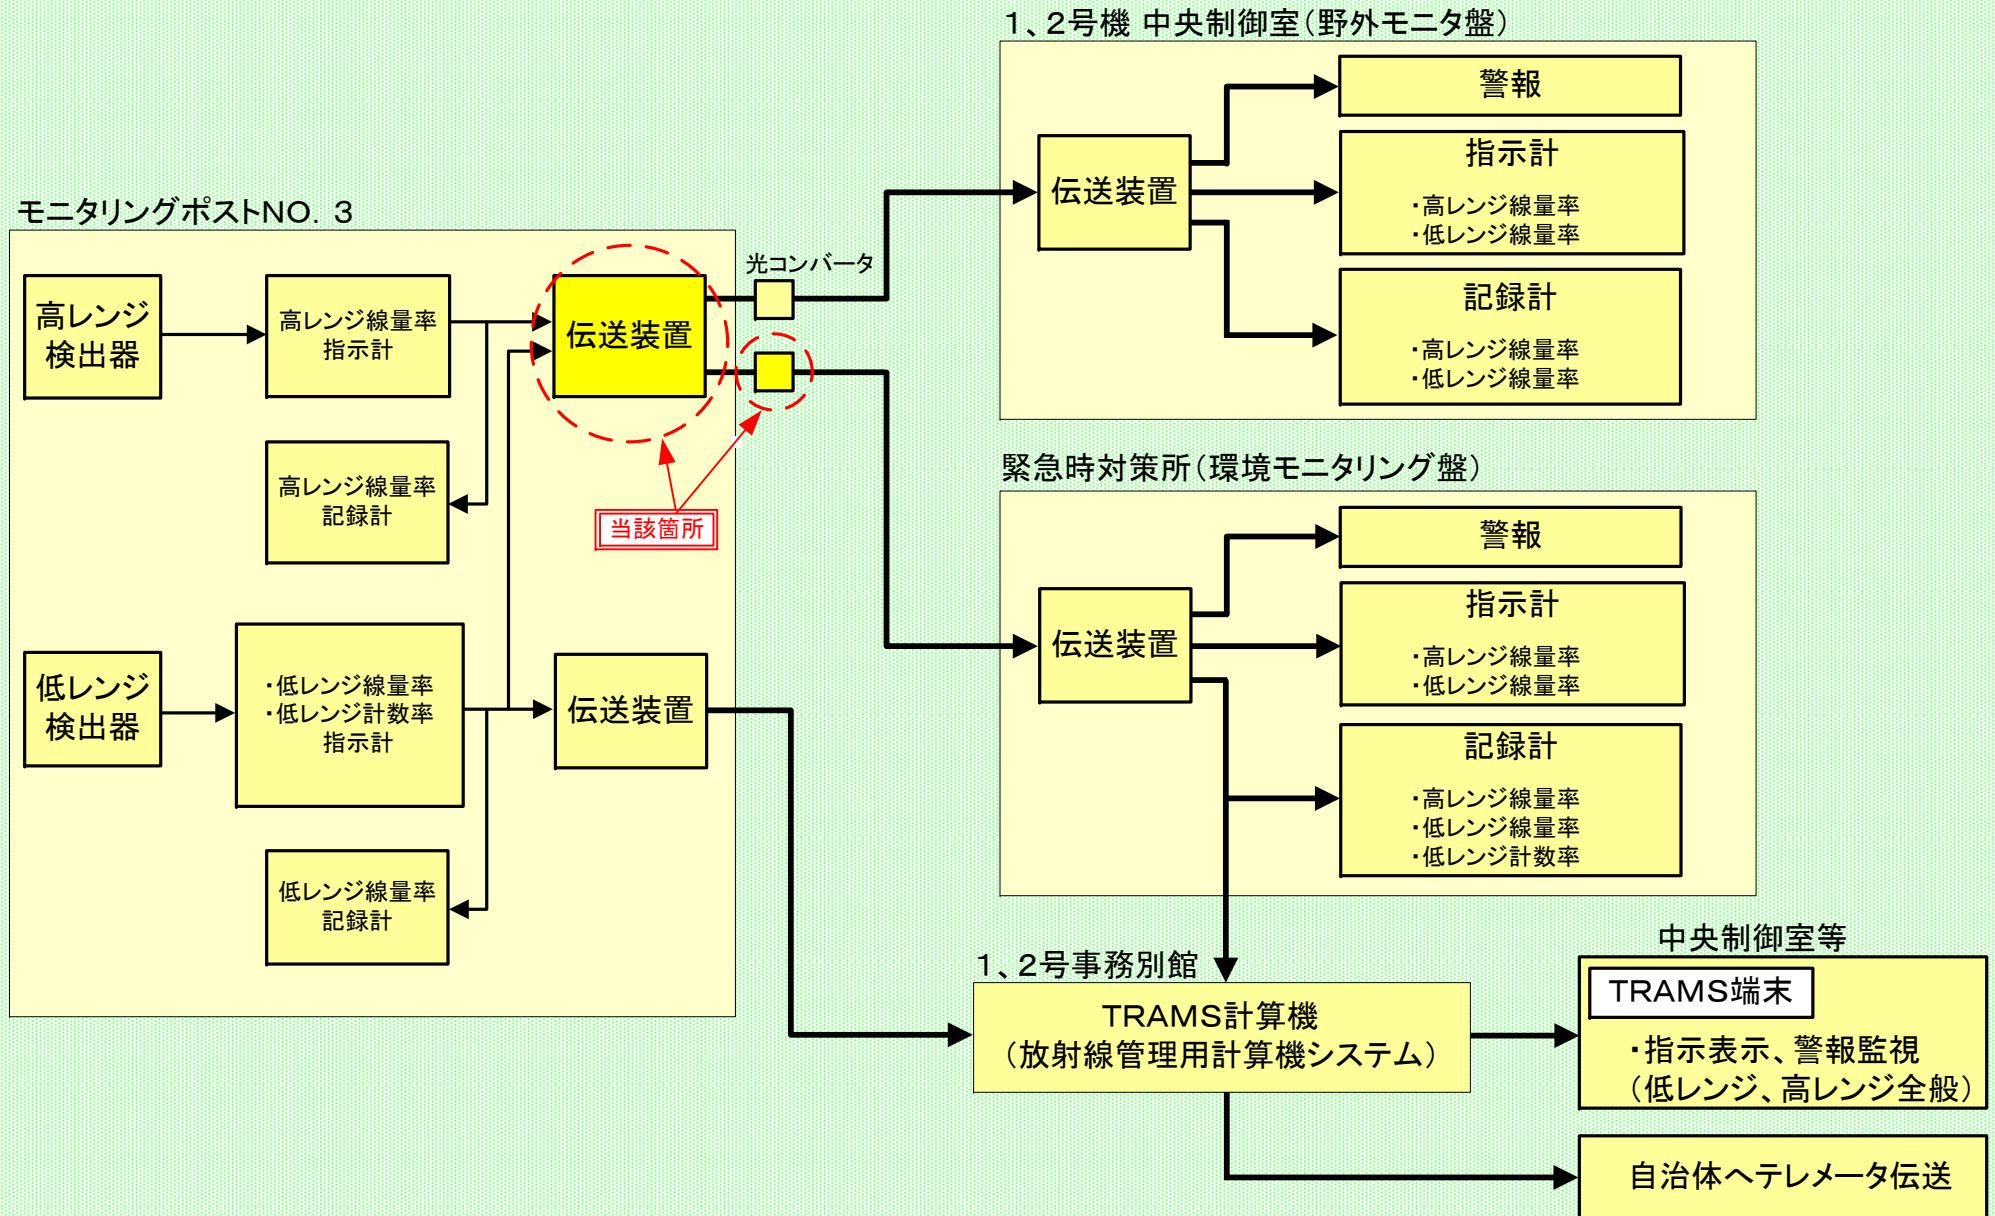 1、2号機 中央制御室(野外モニタ盤)
警報
指示計
・高レンジ線量率
・低レンジ線量率
伝送装置
記録計
・高レンジ線量率
・低レンジ線量率
モニタリングポストNO. 3
光コンバータ
高レンジ
検出器
高レンジ線量率
指示計
伝送装置
高レンジ線量率
記録計
当該箇所
低レンジ
検出器
・低レンジ線量率
・低レンジ計数率
指示計
伝送装置
低レンジ線量率
記録計
緊急時対策所(環境モニタリング盤)
警報
指示計
・高レンジ線量率
・低レンジ線量率
伝送装置
記録計
・高レンジ線量率
・低レンジ線量率
・低レンジ計数率
1、2号事務別館
TRAMS計算機
(放射線管理用計算機システム)
中央制御室等
TRAMS端末
・指示表示、警報監視
(低レンジ、高レンジ全般)
自治体へテレメータ伝送